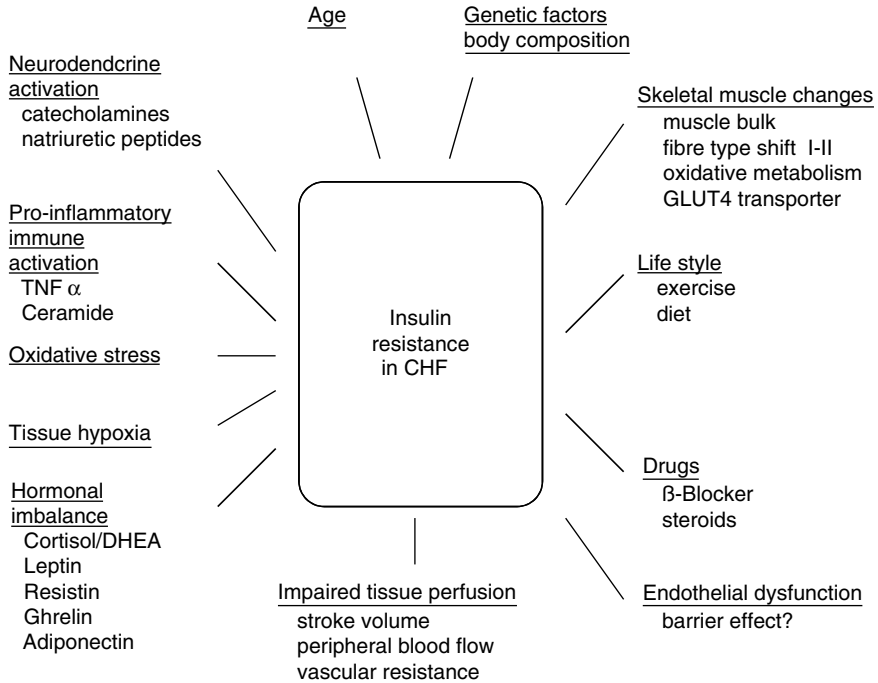 Age
Genetic factors
body composition
Neurodendcrine
activation
catecholamines
natriuretic peptides
Pro-inflammatory
immune
activation
TNF α
Ceramide
Oxidative stress
Tissue hypoxia
Hormonal
imbalance
Cortisol/DHEA
Leptin
Resistin
Ghrelin
Adiponectin
Insulin
resistance
in CHF
Skeletal muscle changes
muscle bulk
fibre type shift I-II
oxidative metabolism
GLUT4 transporter
Life style
exercise
diet
Drugs
ß-Blocker
steroids
Endothelial dysfunction
barrier effect?
Impaired tissue perfusion
stroke volume
peripheral blood flow
vascular resistance